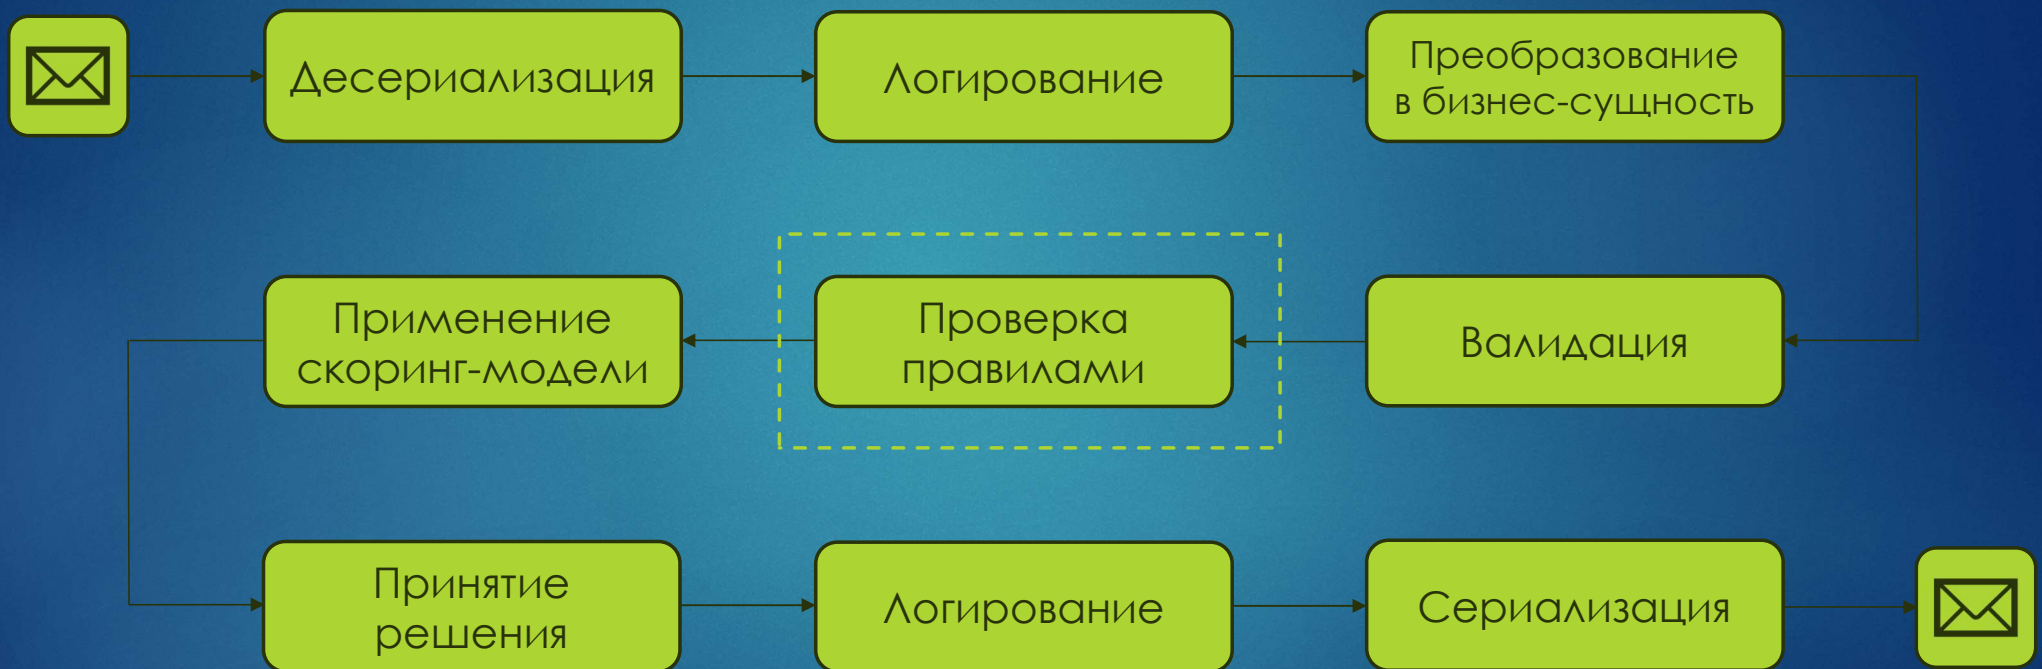 Десериализация
Логирование
Преобразование
в бизнес-сущность
Применение
скоринг-модели
Проверка
правилами
Валидация
Принятие
решения
Логирование
Сериализация